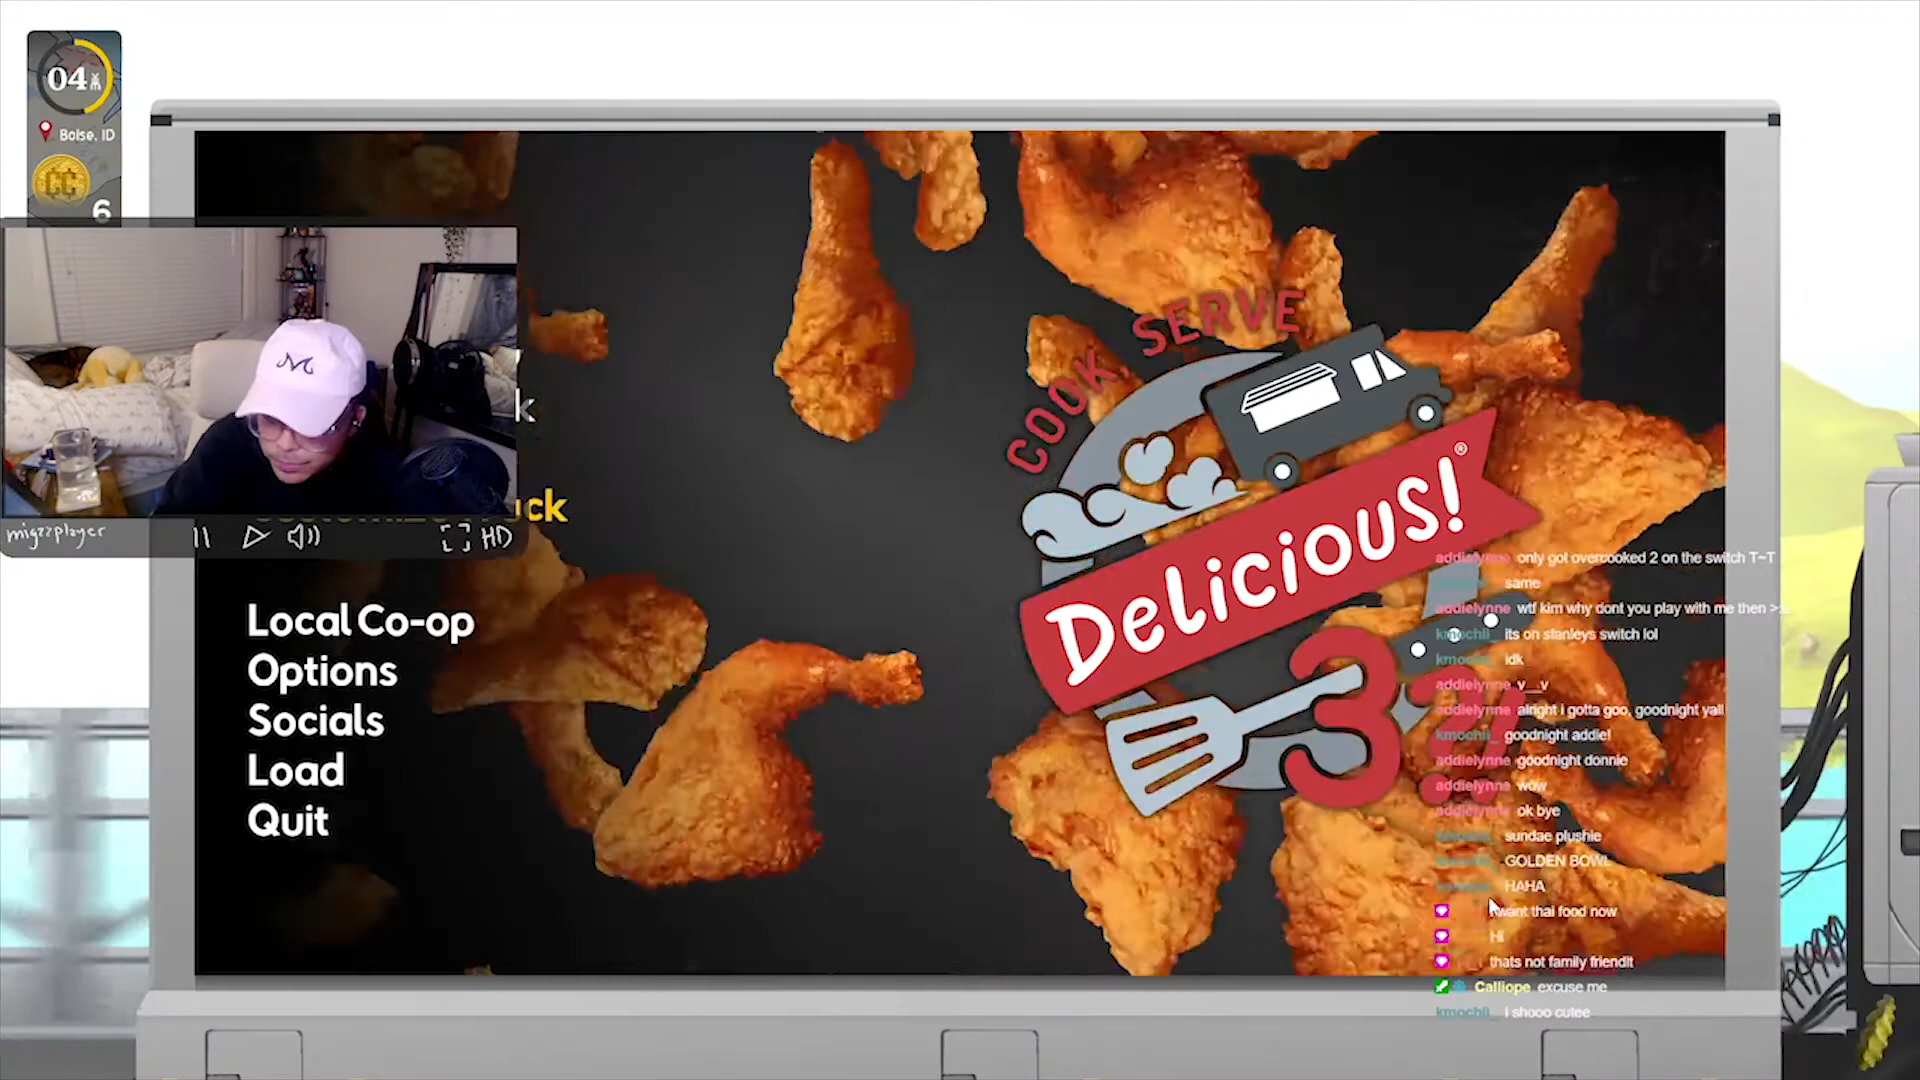 04
Boise, ID
CC
6
migzzplayer
HD
k
uck
Local Co-op
Options
Socials
Load
Quit
COOK, SERVE,
Delicious!®
3
addielynne only got overcooked 2 on the switch T~T
same
addielynne wtf kim why dont you play with me then >:
kmochii_ its on stanleys switch lol
kmochii_ idk
addielynne v__v
addielynne alright i gotta goo, goodnight yall
kmochii_ goodnight addie!
addielynne goodnight donnie
addielynne wow
addielynne ok bye
sundae plushie
GOLDEN BOWL
HAHA
want thai food now
Hi
thats not family friendlt
Calliope excuse me
kmochii_ i shooo cutee